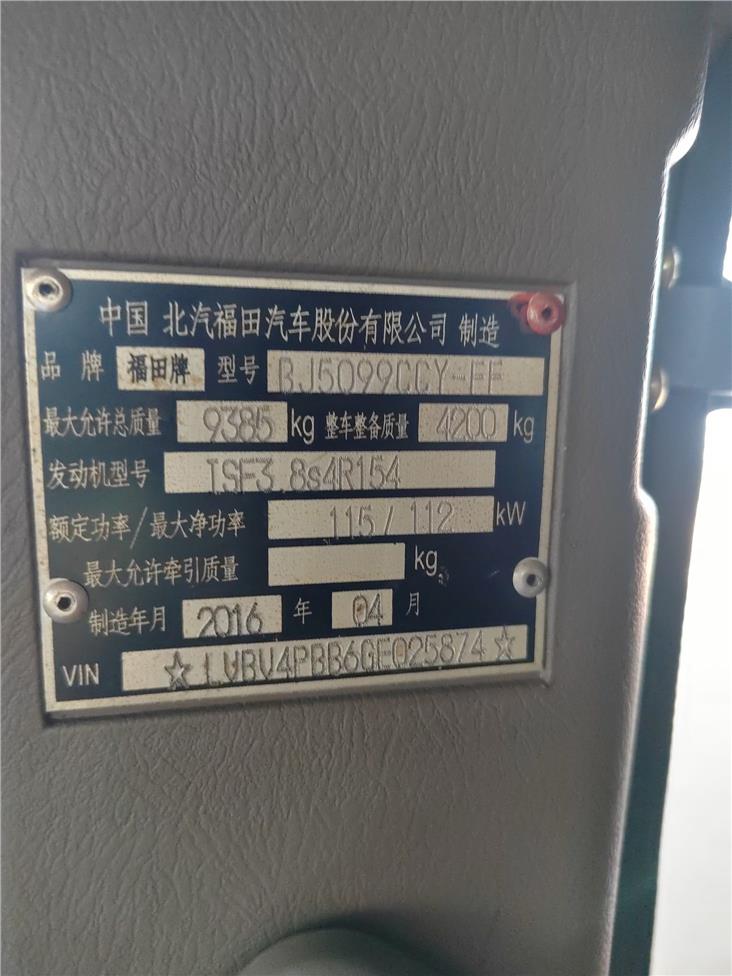 中国 北汽福田汽车股份有限公司 制造
品牌 福田牌 型号 BJ5099CCY-FF
最大允许总质量 9385 kg 整车整备质量 4200 kg
发动机型号 ISF3.8s4R154
额定功率/最大净功率 115/112 kW
最大允许牵引质量 kg
制造年月 2016 年 04 月
VIN ☆LVBV4PBB6GE025874☆